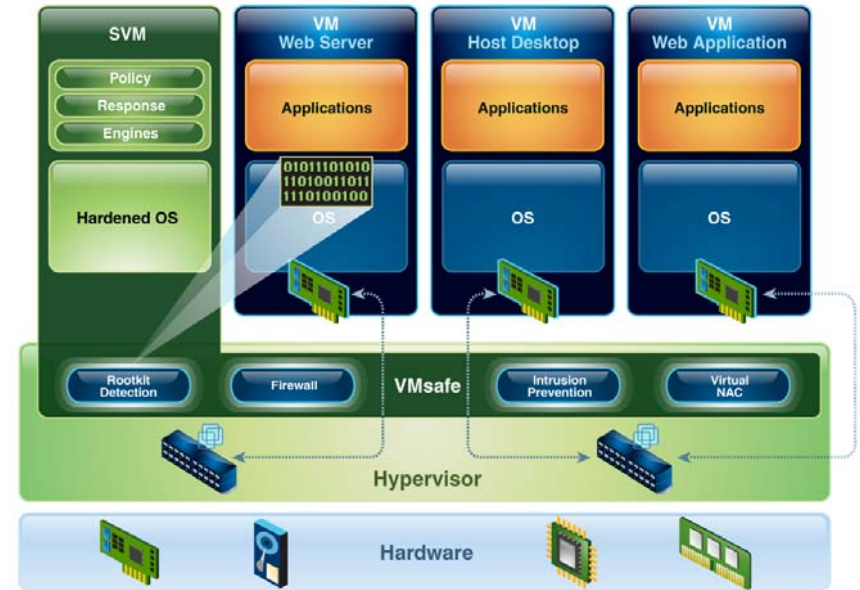 SVM
Policy
Response
Engines
Hardened OS
VM
Web Server
Applications
01011101010
11010011011
1110100100
OS
VM
Host Desktop
Applications
OS
VM
Web Application
Applications
OS
Rootkit
Detection
Firewall
VMsafe
Intrusion
Prevention
Virtual
NAC
Hypervisor
Hardware